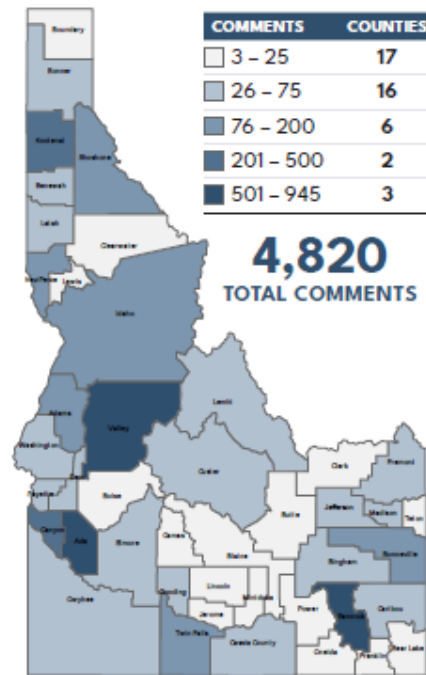 COMMENTS COUNTIES
3 – 25 17
26 – 75 16
76 – 200 6
201 – 500 2
501 – 945 3
4,820
TOTAL COMMENTS
Boundary
Bonner
Kootenai
Shoshone
Benewah
Latah
Clearwater
Nez Perce
Lewis
Idaho
Adams
Valley
Lemhi
Washington
Custer
Clark
Fremont
Payette
Boise
Butte
Jefferson
Madison
Teton
Canyon
Ada
Elmore
Camas
Blaine
Bonneville
Bingham
Owyhee
Gooding
Lincoln
Jerome
Minidoka
Power
Bannock
Caribou
Twin Falls
Cassia County
Oneida
Franklin
Bear Lake